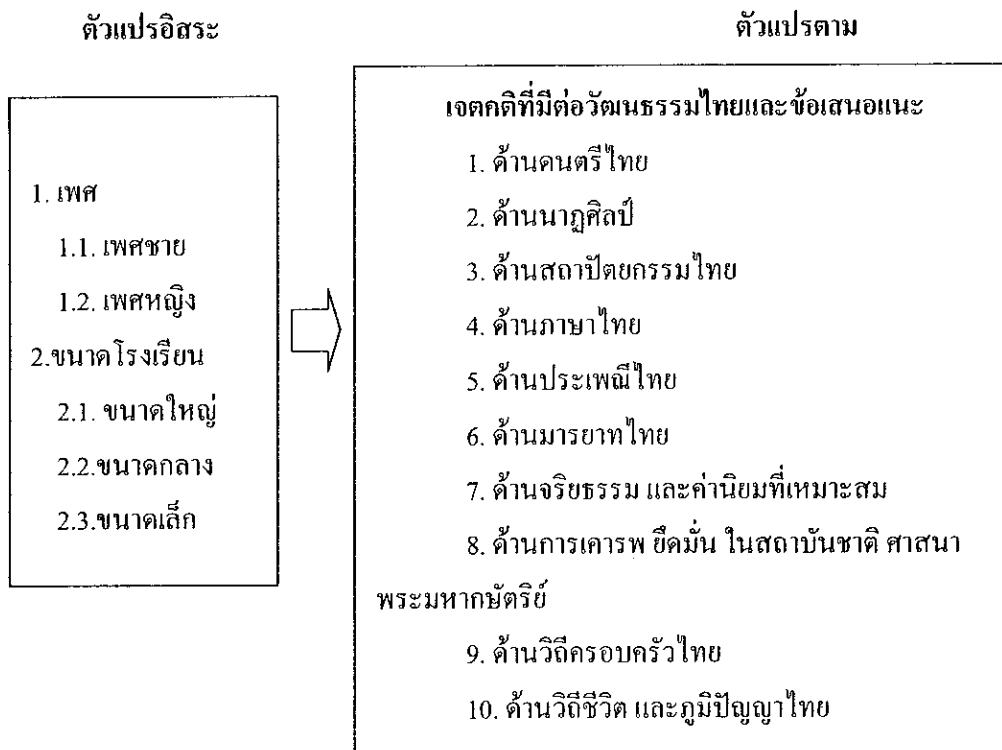 ตัวแปรอิสระ
ตัวแปรตาม
1. เพศ
1.1. เพศชาย
1.2. เพศหญิง
2.ขนาดโรงเรียน
2.1. ขนาดใหญ่
2.2.ขนาดกลาง
2.3.ขนาดเล็ก
เจตคติที่มีต่อวัฒนธรรมไทยและข้อเสนอแนะ
1. ด้านดนตรีไทย
2. ด้านนาฏศิลป์
3. ด้านสถาปัตยกรรมไทย
4. ด้านภาษาไทย
5. ด้านประเพณีไทย
6. ด้านมารยาทไทย
7. ด้านจริยธรรม และค่านิยมที่เหมาะสม
8. ด้านการเคารพ ยึดมั่น ในสถาบันชาติ ศาสนา
พระมหากษัตริย์
9. ด้านวิถีครอบครัวไทย
10. ด้านวิถีชีวิต และภูมิปัญญาไทย